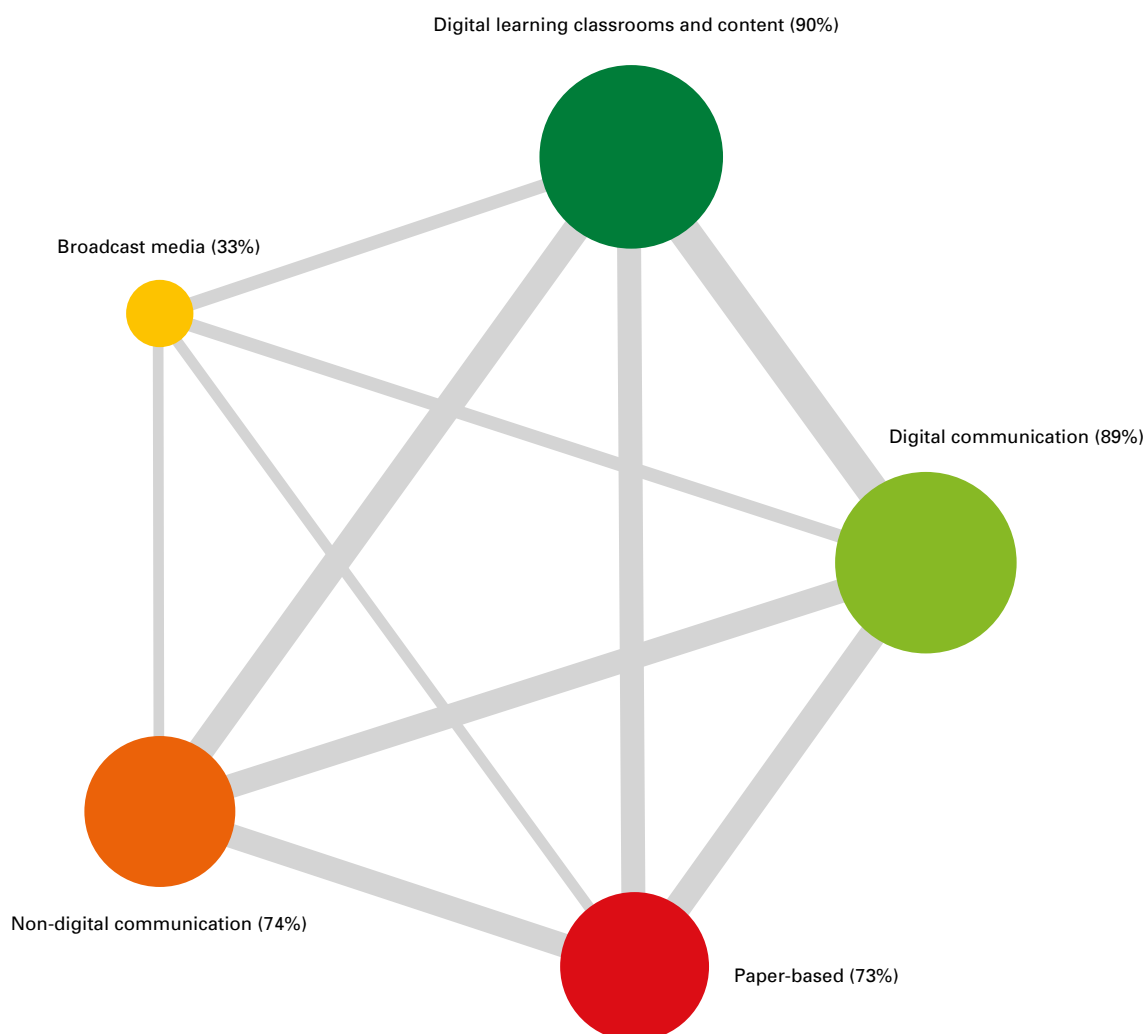 Digital learning classrooms and content (90%)
Broadcast media (33%)
Digital communication (89%)
Non-digital communication (74%)
Paper-based (73%)